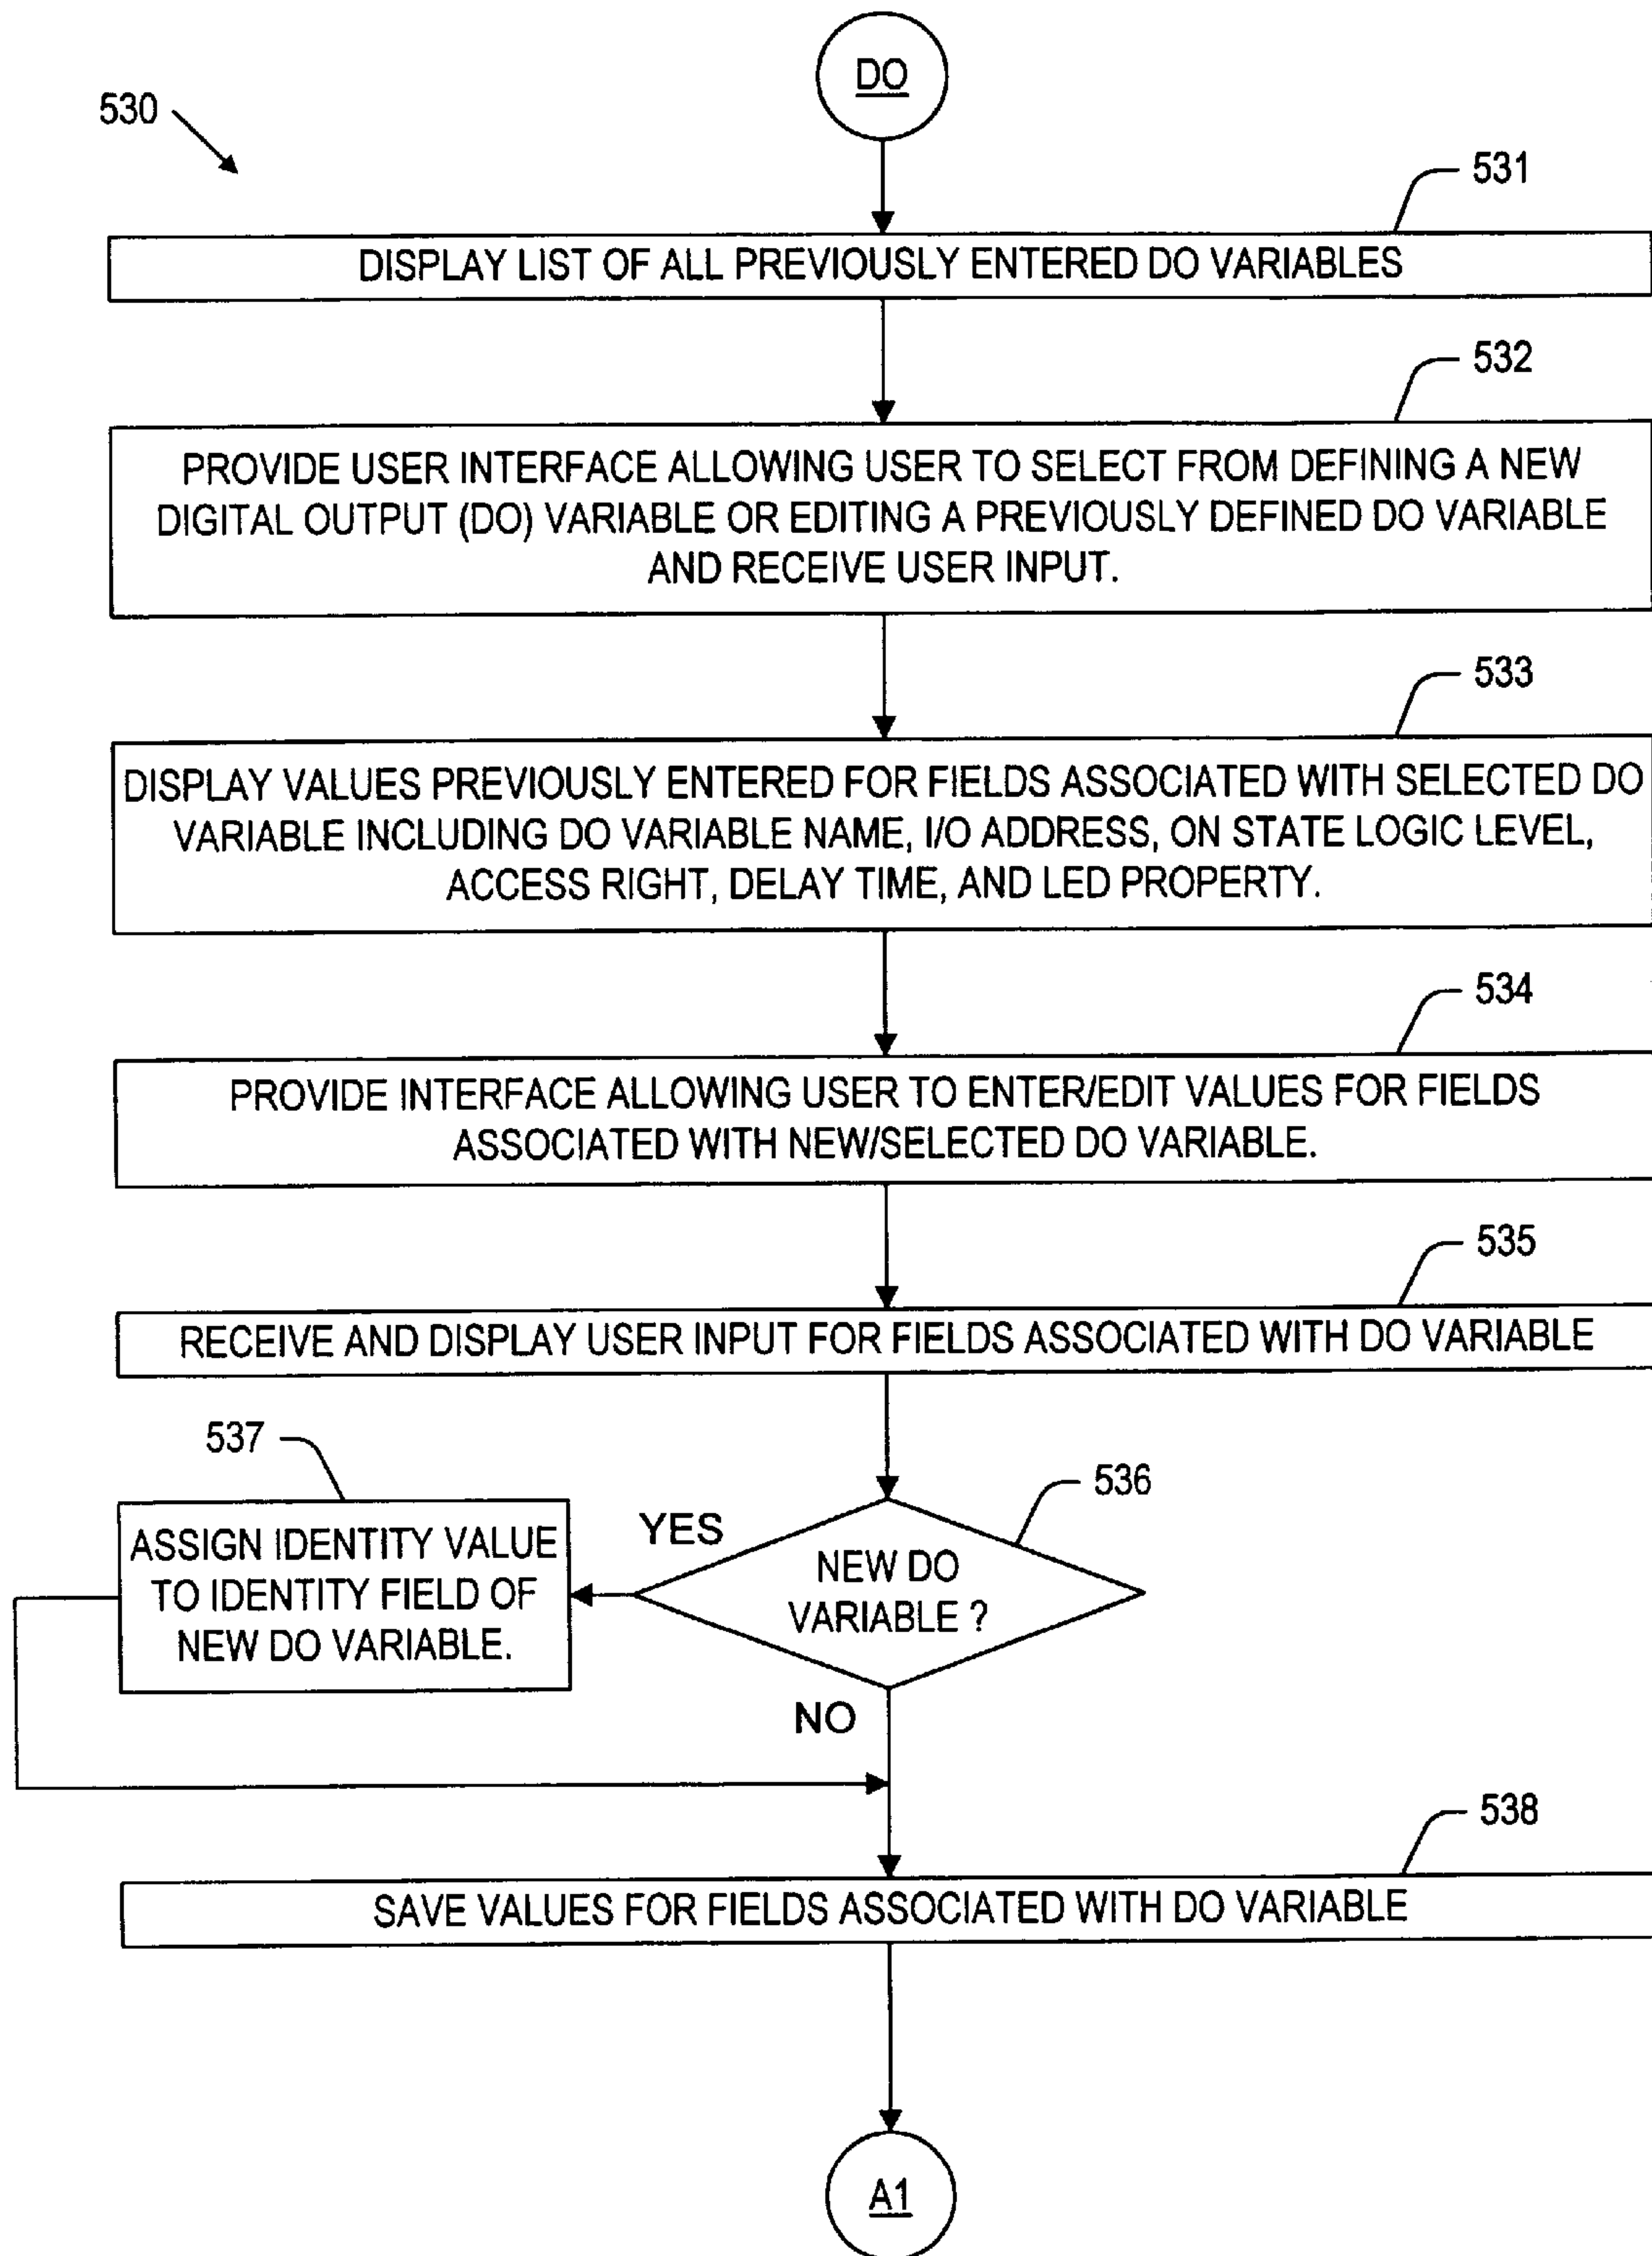 DO
530
531
DISPLAY LIST OF ALL PREVIOUSLY ENTERED DO VARIABLES
532
PROVIDE USER INTERFACE ALLOWING USER TO SELECT FROM DEFINING A NEW
DIGITAL OUTPUT (DO) VARIABLE OR EDITING A PREVIOUSLY DEFINED DO VARIABLE
AND RECEIVE USER INPUT.
533
DISPLAY VALUES PREVIOUSLY ENTERED FOR FIELDS ASSOCIATED WITH SELECTED DO
VARIABLE INCLUDING DO VARIABLE NAME, I/O ADDRESS, ON STATE LOGIC LEVEL,
ACCESS RIGHT, DELAY TIME, AND LED PROPERTY.
534
PROVIDE INTERFACE ALLOWING USER TO ENTER/EDIT VALUES FOR FIELDS
ASSOCIATED WITH NEW/SELECTED DO VARIABLE.
535
RECEIVE AND DISPLAY USER INPUT FOR FIELDS ASSOCIATED WITH DO VARIABLE
537
536
YES
ASSIGN IDENTITY VALUE
TO IDENTITY FIELD OF
NEW DO VARIABLE.
NEW DO
VARIABLE ?
NO
538
SAVE VALUES FOR FIELDS ASSOCIATED WITH DO VARIABLE
A1